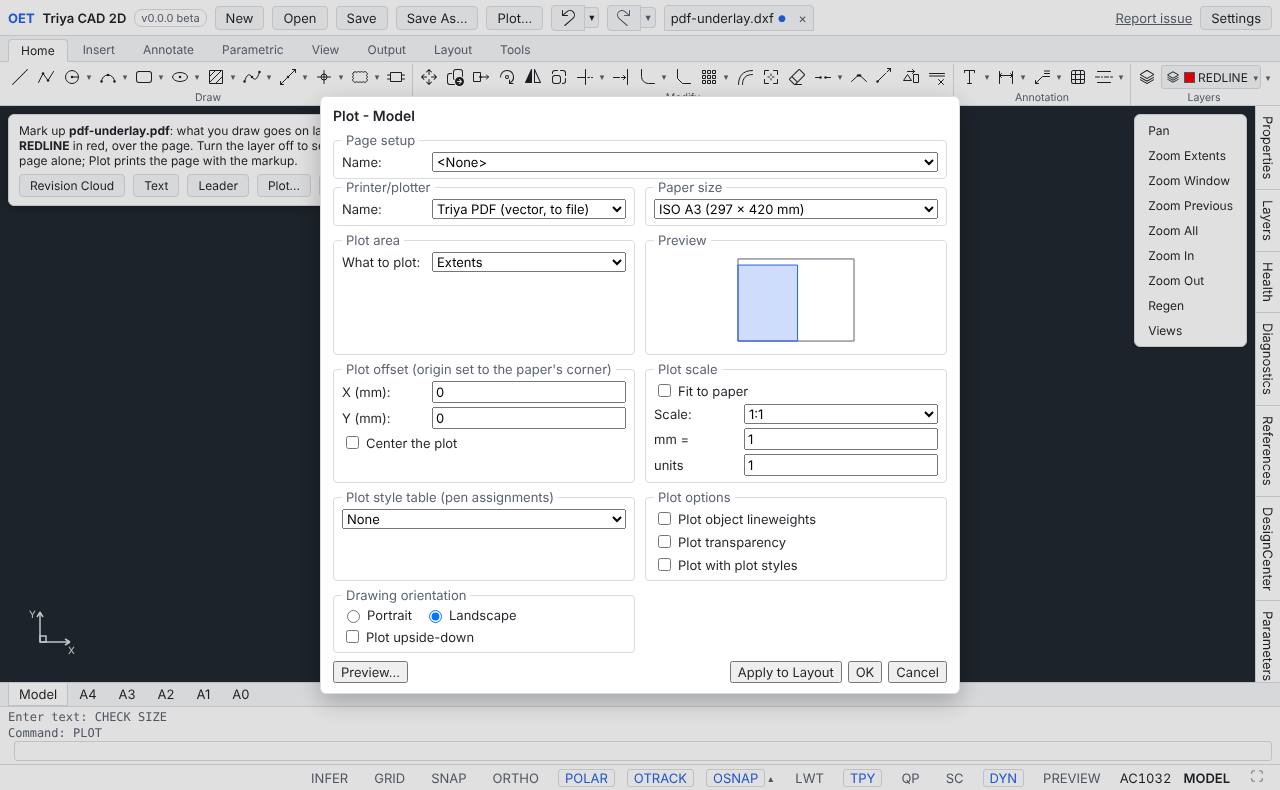 OET Triya CAD 2D v0.0.0 beta New Open Save Save As... Plot... pdf-underlay.dxf × Report issue Settings
Home Insert Annotate Parametric View Output Layout Tools
REDLINE
Draw Annotation Layers
Mark up pdf-underlay.pdf: what you draw goes on
REDLINE in red, over the page. Turn the layer off to
page alone; Plot prints the page with the markup.
Revision Cloud Text Leader Plot...
Plot - Model
Page setup
Name: <None>
Printer/plotter
Name: Triya PDF (vector, to file)
Paper size
ISO A3 (297 × 420 mm)
Plot area
What to plot: Extents
Preview
Plot offset (origin set to the paper's corner)
X (mm): 0
Y (mm): 0
Center the plot
Plot scale
Fit to paper
Scale: 1:1
mm = 1
units 1
Plot style table (pen assignments)
None
Plot options
Plot object lineweights
Plot transparency
Plot with plot styles
Drawing orientation
Portrait Landscape
Plot upside-down
Preview... Apply to Layout OK Cancel
Pan
Zoom Extents
Zoom Window
Zoom Previous
Zoom All
Zoom In
Zoom Out
Regen
Views
Properties
Layers
Health
Diagnostics
References
DesignCenter
Parameters
Y
X
Model A4 A3 A2 A1 A0
Enter text: CHECK SIZE
Command: PLOT
INFER GRID SNAP ORTHO POLAR OTRACK OSNAP LWT TPY QP SC DYN PREVIEW AC1032 MODEL